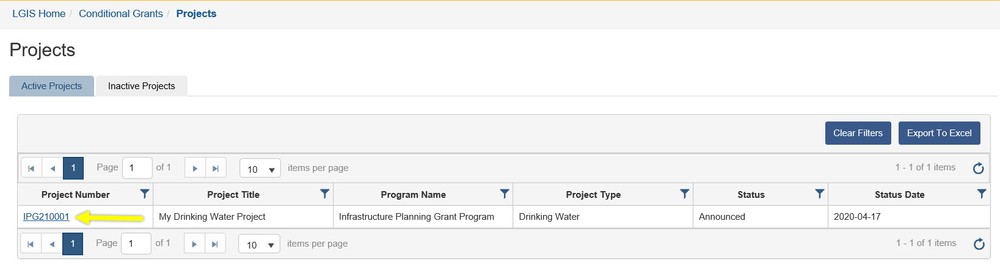 LGIS Home / Conditional Grants / Projects
Projects
Active Projects Inactive Projects
Clear Filters Export To Excel
1 Page 1 of 1 10 items per page 1 - 1 of 1 items
Project Number Project Title Program Name Project Type Status Status Date
IPG210001 My Drinking Water Project Infrastructure Planning Grant Program Drinking Water Announced 2020-04-17
1 Page 1 of 1 10 items per page 1 - 1 of 1 items